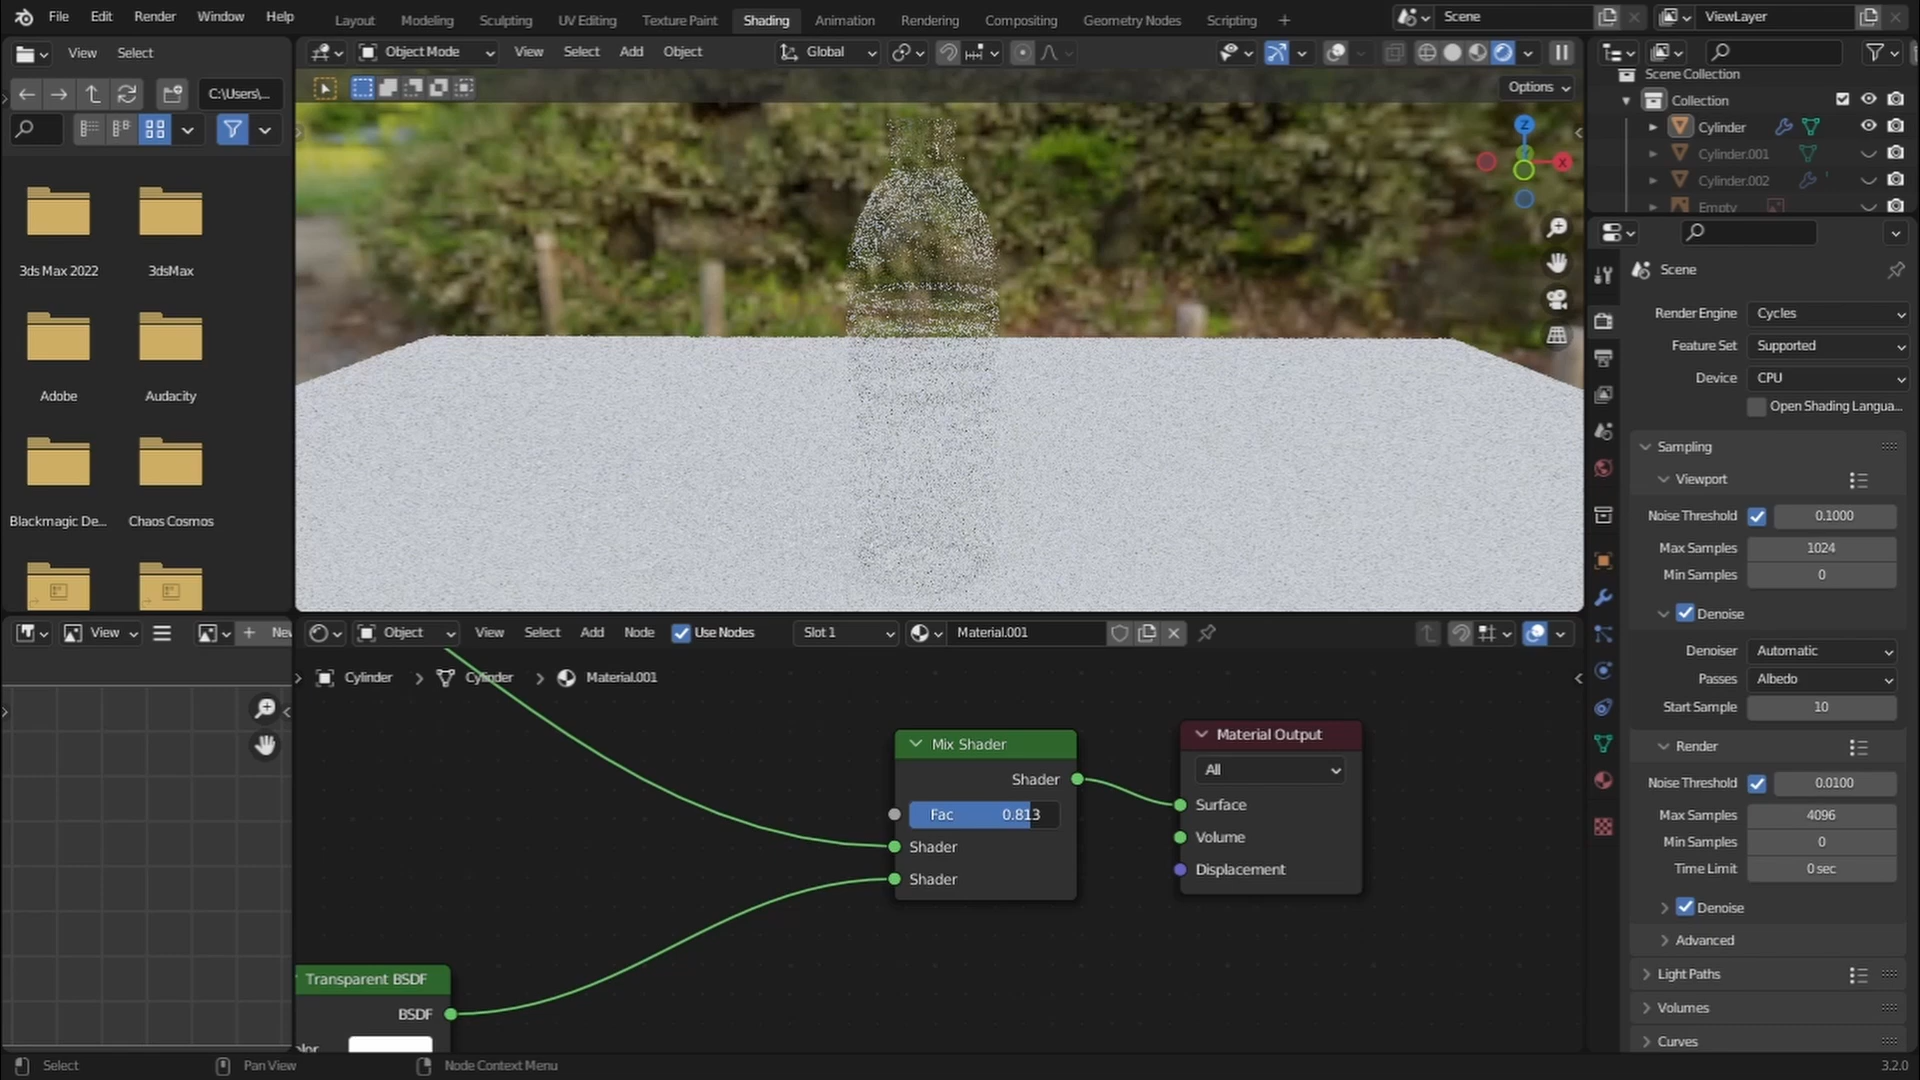 File Edit Render Window Help
Layout Modeling Sculpting UV Editing Texture Paint Shading Animation Rendering Compositing Geometry Nodes Scripting +
Scene
ViewLayer
View Select
Object Mode View Select Add Object
Global
C:\Users\...
Options
Scene Collection
Collection
Cylinder
Cylinder.001
Cylinder.002
Empty
Z
X
3ds Max 2022 3dsMax
Adobe Audacity
Blackmagic De... Chaos Cosmos
Scene
Render Engine Cycles
Feature Set Supported
Device CPU
Open Shading Langua...
Sampling
Viewport
Noise Threshold 0.1000
Max Samples 1024
Min Samples 0
Denoise
Denoiser Automatic
Passes Albedo
Start Sample 10
Render
Noise Threshold 0.0100
Max Samples 4096
Min Samples 0
Time Limit 0 sec
Denoise
Advanced
Light Paths
Volumes
Curves
View
+ New
Object View Select Add Node Use Nodes Slot 1 Material.001
Cylinder > Cylinder > Material.001
Mix Shader
Shader
Fac 0.813
Shader
Shader
Material Output
All
Surface
Volume
Displacement
Transparent BSDF
BSDF
Select Pan View Node Context Menu 3.2.0